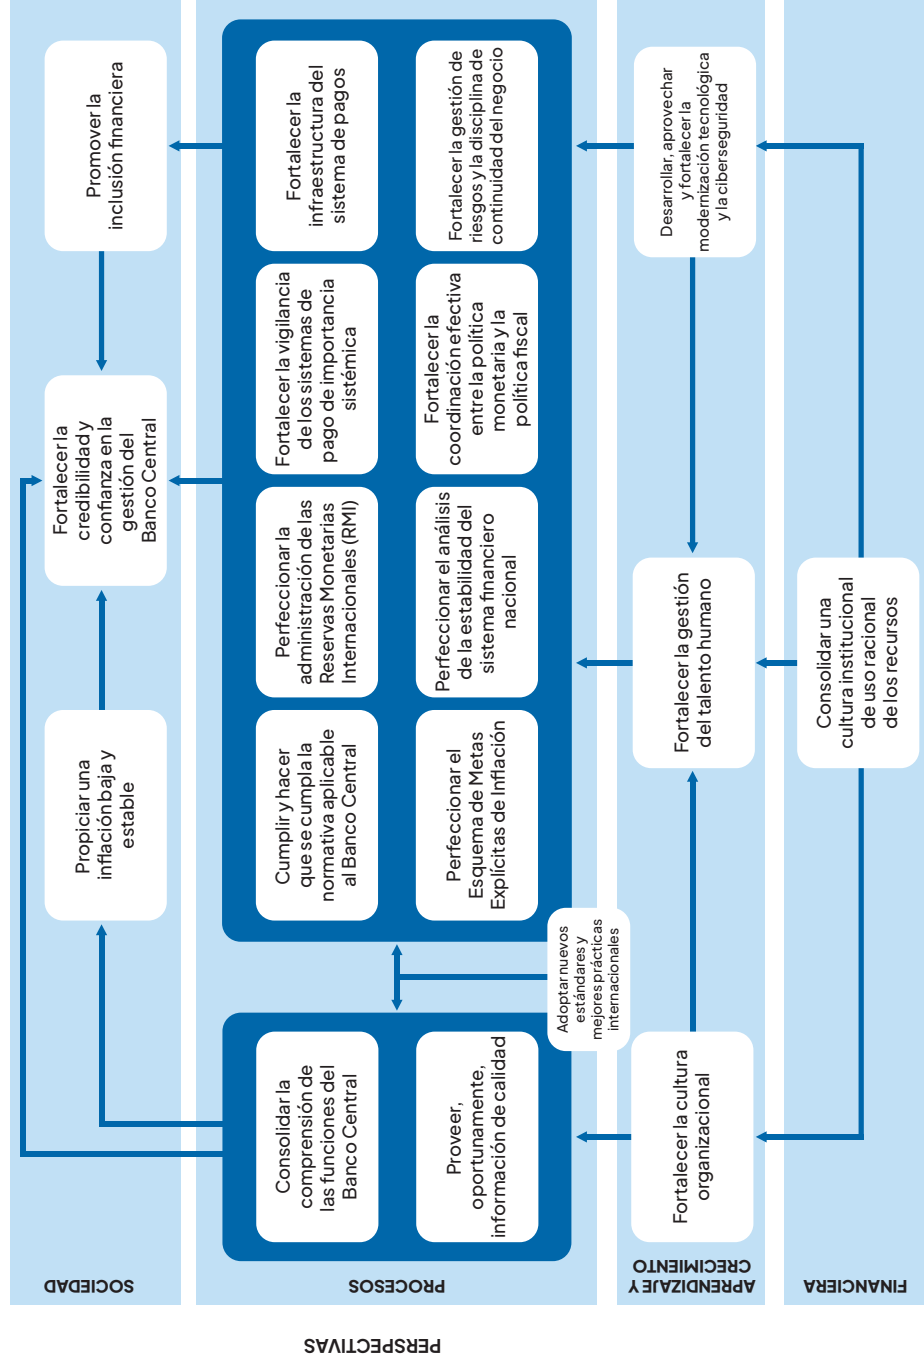 PERSPECTIVAS
SOCIEDAD
Propiciar una
inflación baja y
estable
Fortalecer la
credibilidad y
confianza en la
gestión del
Banco Central
Promover la
inclusión financiera
PROCESOS
Consolidar la
comprensión de
las funciones del
Banco Central
Proveer,
oportunamente,
información de calidad
Cumplir y hacer
que se cumpla la
normativa aplicable
al Banco Central
Perfeccionar la
administración de las
Reservas Monetarias
Internacionales (RMI)
Fortalecer la vigilancia
de los sistemas de
pago de importancia
sistémica
Fortalecer la
infraestructura del
sistema de pagos
Perfeccionar el
Esquema de Metas
Explícitas de Inflación
Perfeccionar el análisis
de la estabilidad del
sistema financiero
nacional
Fortalecer la
coordinación efectiva
entre la política
monetaria y la
política fiscal
Fortalecer la gestión de
riesgos y la disciplina de
continuidad del negocio
Adoptar nuevos
estándares y
mejores prácticas
internacionales
APRENDIZAJE Y
CRECIMIENTO
Fortalecer la cultura
organizacional
Fortalecer la gestión
del talento humano
Desarrollar, aprovechar
y fortalecer la
modernización tecnológica
y la ciberseguridad
FINANCIERA
Consolidar una
cultura institucional
de uso racional
de los recursos